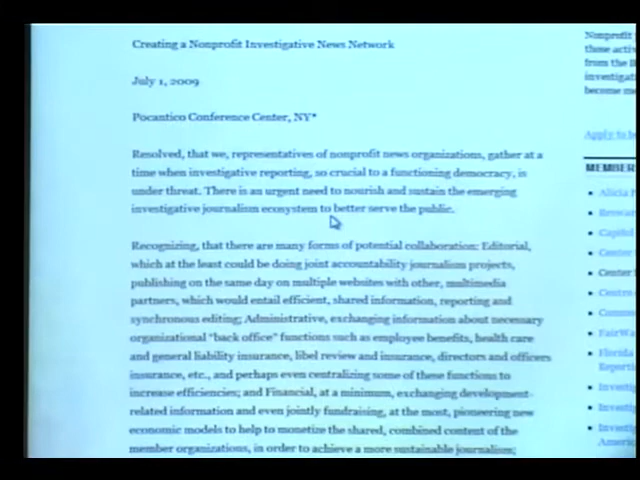 Creating a Nonprofit Investigative News Network
July 1, 2009
Pocantico Conference Center, NY*
Resolved, that we, representatives of nonprofit news organizations, gather at a
time when investigative reporting, so crucial to a functioning democracy, is
under threat. There is an urgent need to nourish and sustain the emerging
investigative journalism ecosystem to better serve the public.
Recognizing, that there are many forms of potential collaboration: Editorial,
which at the least could be doing joint accountability journalism projects,
publishing on the same day on multiple websites with other, multimedia
partners, which would entail efficient, shared information, reporting and
synchronous editing; Administrative, exchanging information about necessary
organizational "back office" functions such as employee benefits, health care
and general liability insurance, libel review and insurance, directors and officers
insurance, etc., and perhaps even centralizing some of these functions to
increase efficiencies; and Financial, at a minimum, exchanging development-
related information and even jointly fundraising, at the most, pioneering new
economic models to help to monetize the shared, combined content of the
member organizations, in order to achieve a more sustainable journalism;
Nonprofit
those activ
from the B
investigat
become me
Apply to b
MEMBER
Alicia
Capitol
Center
Center
Centro
FairWa
Florida
Reporti
Investig
Investig
Investig
America